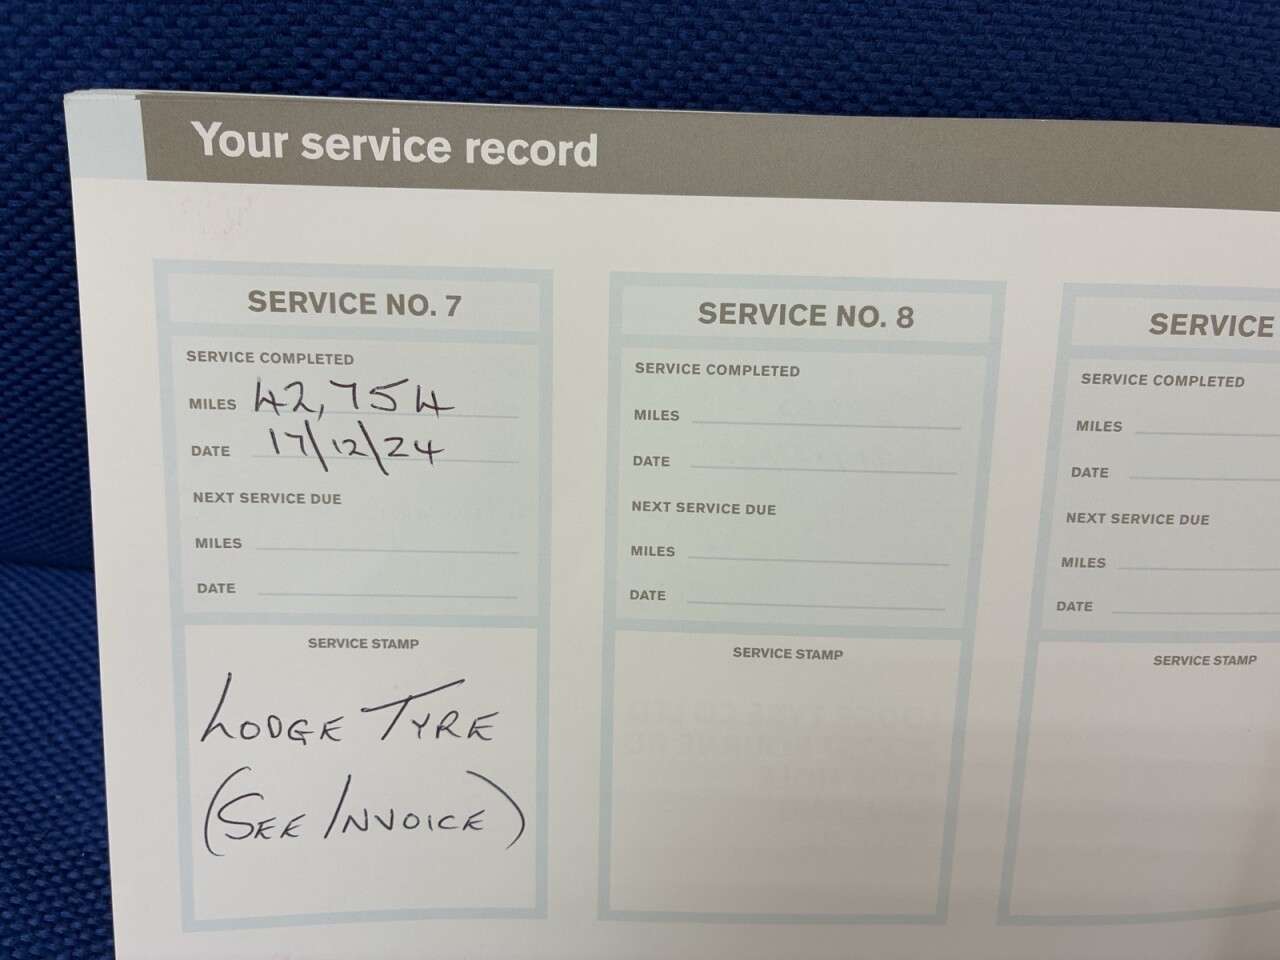 Your service record
SERVICE NO. 7
SERVICE COMPLETED
MILES 42,754
DATE 17/12/24
NEXT SERVICE DUE
MILES
DATE
SERVICE STAMP
LODGE TYRE
(SEE INVOICE)
SERVICE NO. 8
SERVICE COMPLETED
MILES
DATE
NEXT SERVICE DUE
MILES
DATE
SERVICE STAMP
SERVICE
SERVICE COMPLETED
MILES
DATE
NEXT SERVICE DUE
MILES
DATE
SERVICE STAMP